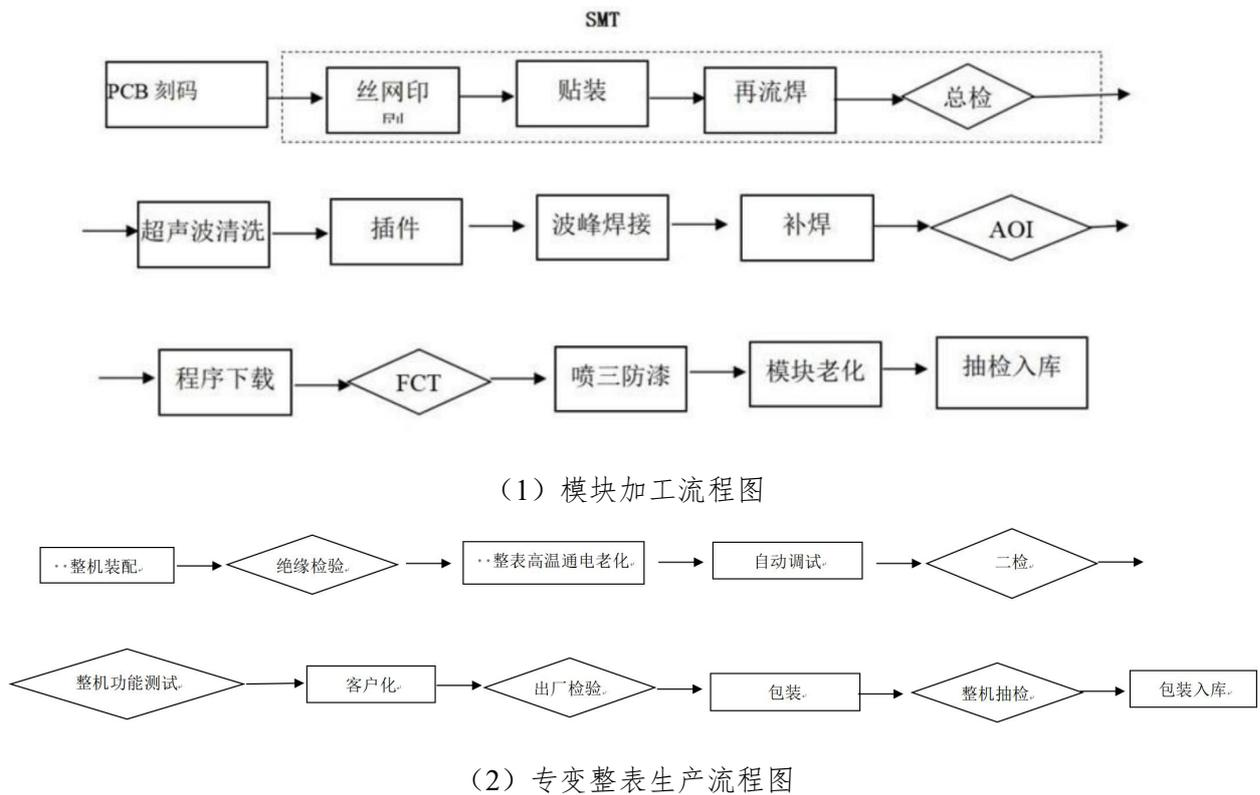 SMT
PCB 刻码
丝网印
刷
贴装
再流焊
总检
超声波清洗
插件
波峰焊接
补焊
AOI
程序下载
FCT
喷三防漆
模块老化
抽检入库
（1）模块加工流程图
··整机装配
绝缘检验
··整表高温通电老化
自动调试
二检
整机功能测试
客户化
出厂检验
包装
整机抽检
包装入库
（2）专变整表生产流程图